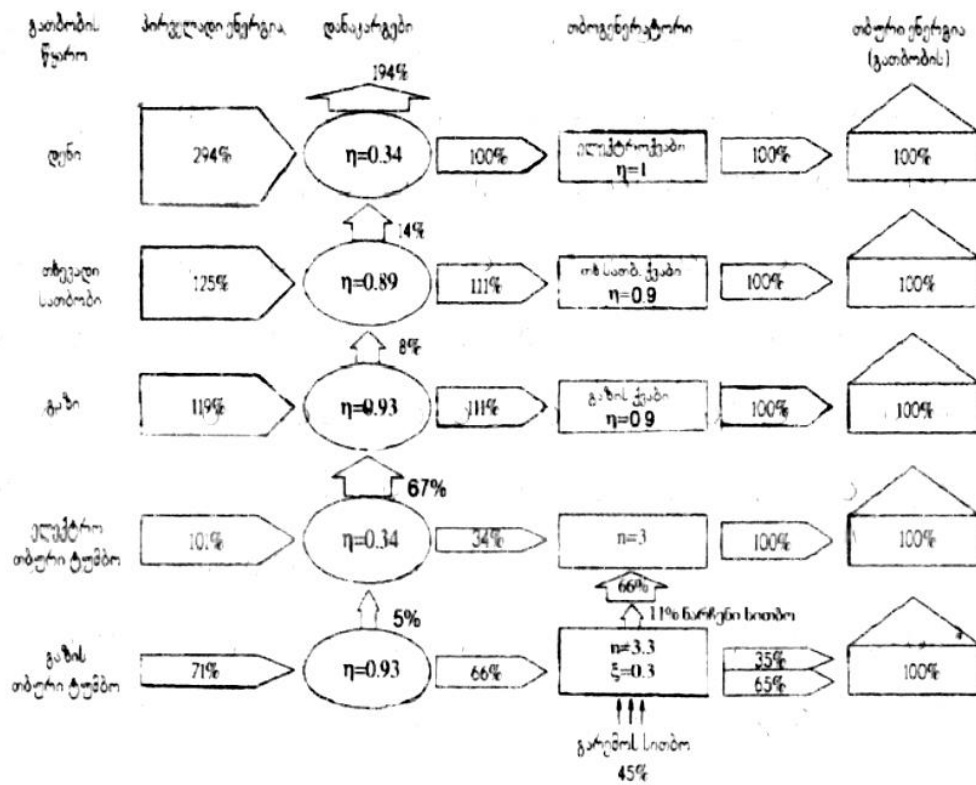 გათბობის პირველადი ენერგია დანაკარგები თბოგენერატორი თბური ენერგია
წყარო (გათბობის)
194%
დენი 294% η=0.34 100% ელექტროქვაბი 100% 100%
η=1
14%
თხევადი 125% η=0.89 111% თხ სათბ. ქვაბი 100% 100%
სათბობი η=0.9
8%
გაზი 119% η=0.93 111% გაზის ქვაბი 100% 100%
η=0.9
67%
ელექტრო 101% η=0.34 34% n=3 100% 100%
თბური ტუმბო
66%
5% 11% ნარჩენი სითბო
გაზის 71% η=0.93 66% n=3.3 35% 100%
თბური ტუმბო ξ=0.3 65%
გარემოს სითბო
45%